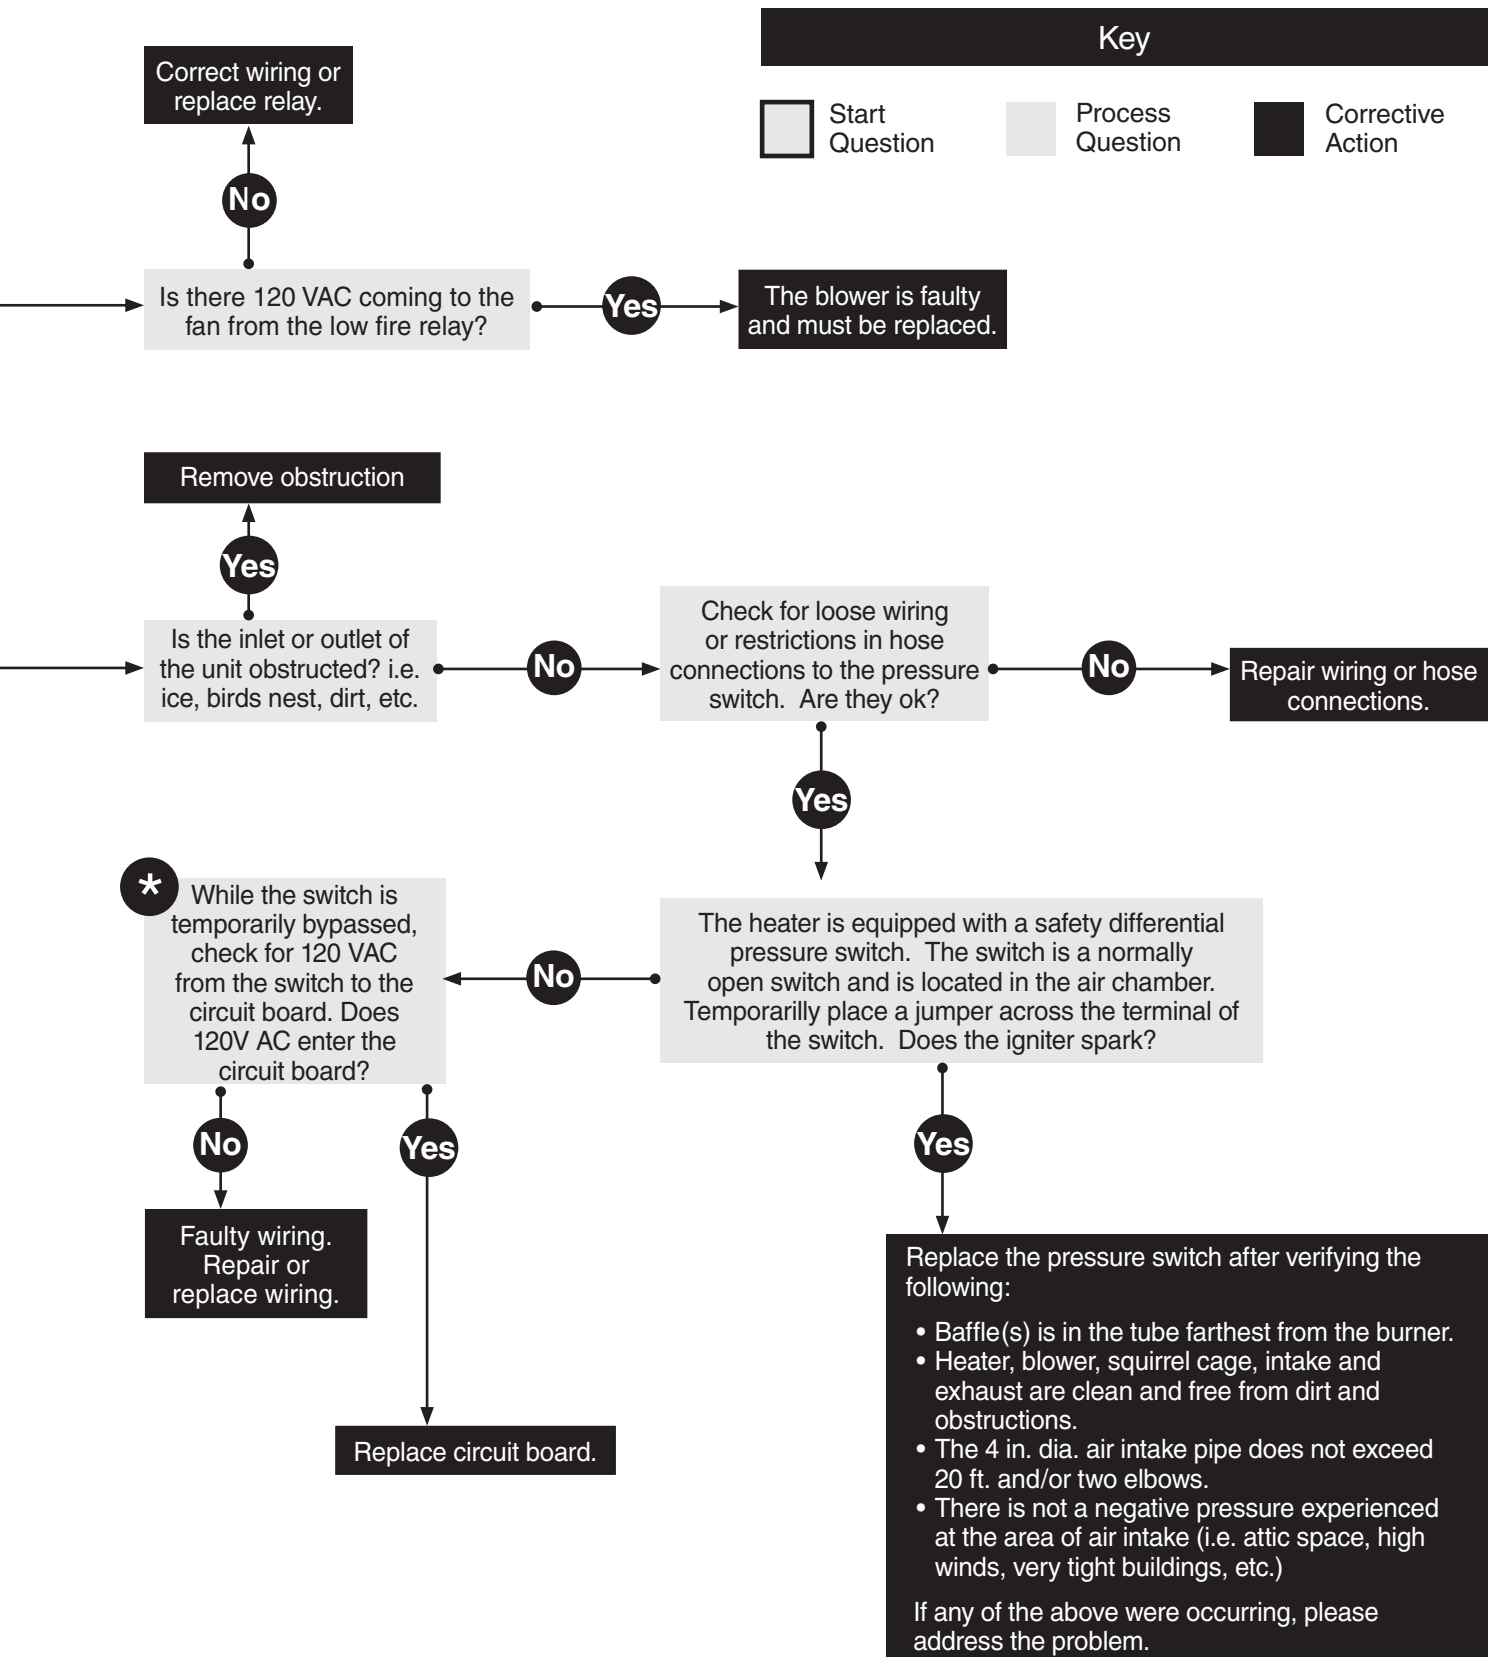 Key
Start
Question
Process
Question
Corrective
Action
Correct wiring or
replace relay.
No
Is there 120 VAC coming to the
fan from the low fire relay?
Yes
The blower is faulty
and must be replaced.
Remove obstruction
Yes
Is the inlet or outlet of
the unit obstructed? i.e.
ice, birds nest, dirt, etc.
No
Check for loose wiring
or restrictions in hose
connections to the pressure
switch.  Are they ok?
No
Repair wiring or hose
connections.
Yes
The heater is equipped with a safety differential
pressure switch.  The switch is a normally
open switch and is located in the air chamber.
Temporarilly place a jumper across the terminal of
the switch.  Does the igniter spark?
No
*
While the switch is
temporarily bypassed,
check for 120 VAC
from the switch to the
circuit board. Does
120V AC enter the
circuit board?
No
Faulty wiring.
Repair or
replace wiring.
Yes
Replace circuit board.
Yes
Replace the pressure switch after verifying the
following:
• Baffle(s) is in the tube farthest from the burner.
• Heater, blower, squirrel cage, intake and
exhaust are clean and free from dirt and
obstructions.
• The 4 in. dia. air intake pipe does not exceed
20 ft. and/or two elbows.
• There is not a negative pressure experienced
at the area of air intake (i.e. attic space, high
winds, very tight buildings, etc.)
If any of the above were occurring, please
address the problem.